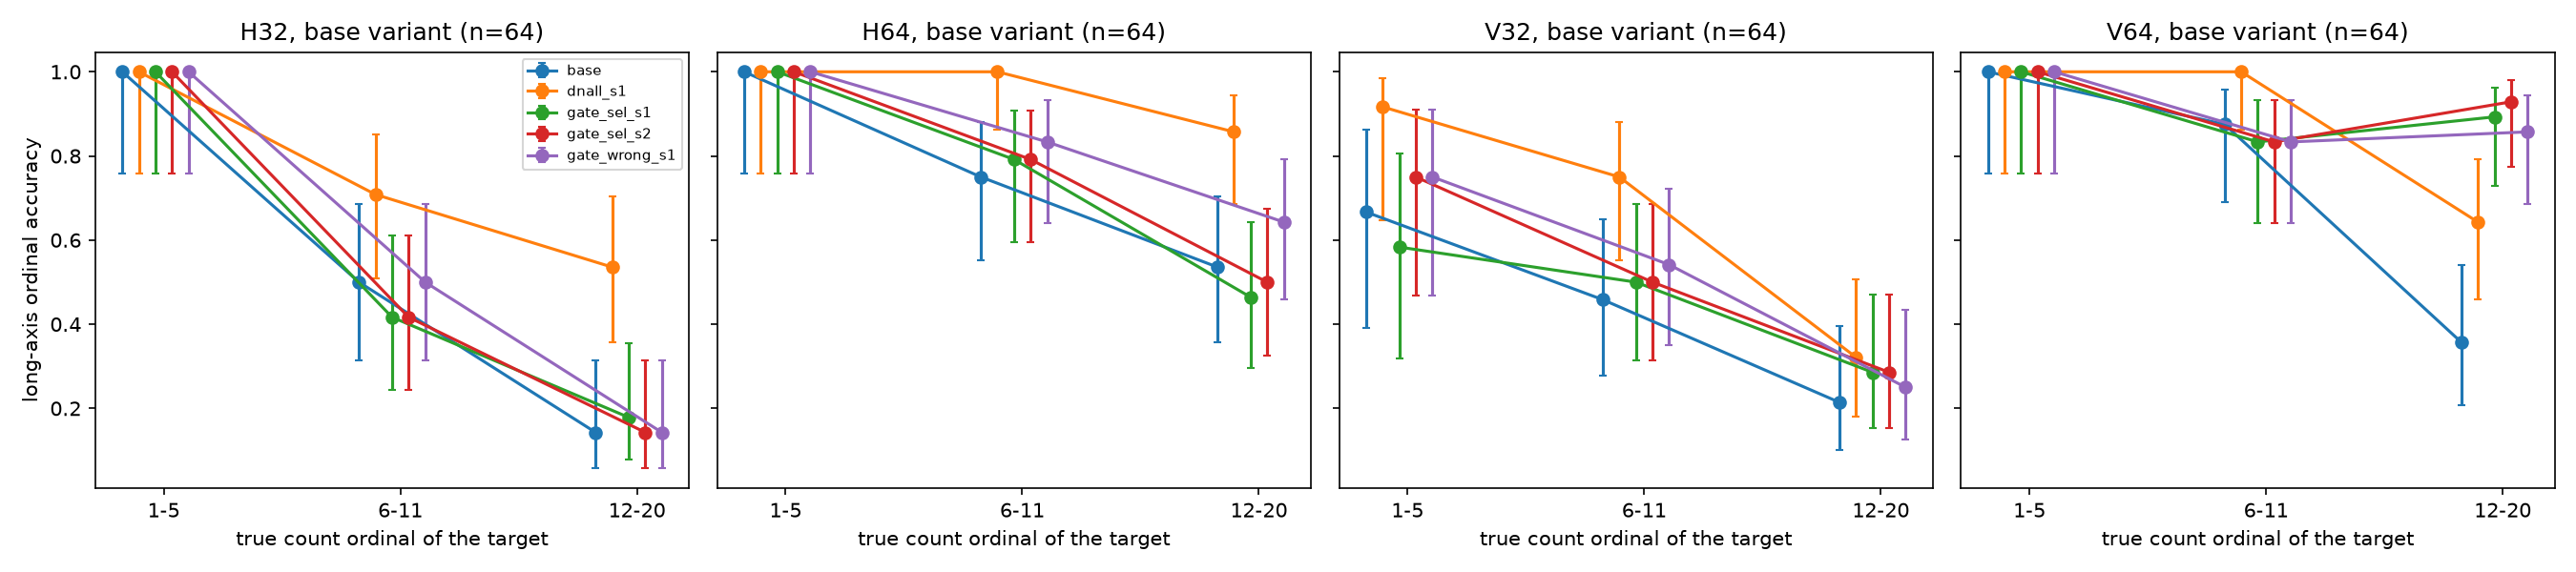 H32, base variant (n=64)
H64, base variant (n=64)
V32, base variant (n=64)
V64, base variant (n=64)
long-axis ordinal accuracy
1.0
0.8
0.6
0.4
0.2
base
dnall_s1
gate_sel_s1
gate_sel_s2
gate_wrong_s1
1-5
6-11
12-20
1-5
6-11
12-20
1-5
6-11
12-20
1-5
6-11
12-20
true count ordinal of the target
true count ordinal of the target
true count ordinal of the target
true count ordinal of the target